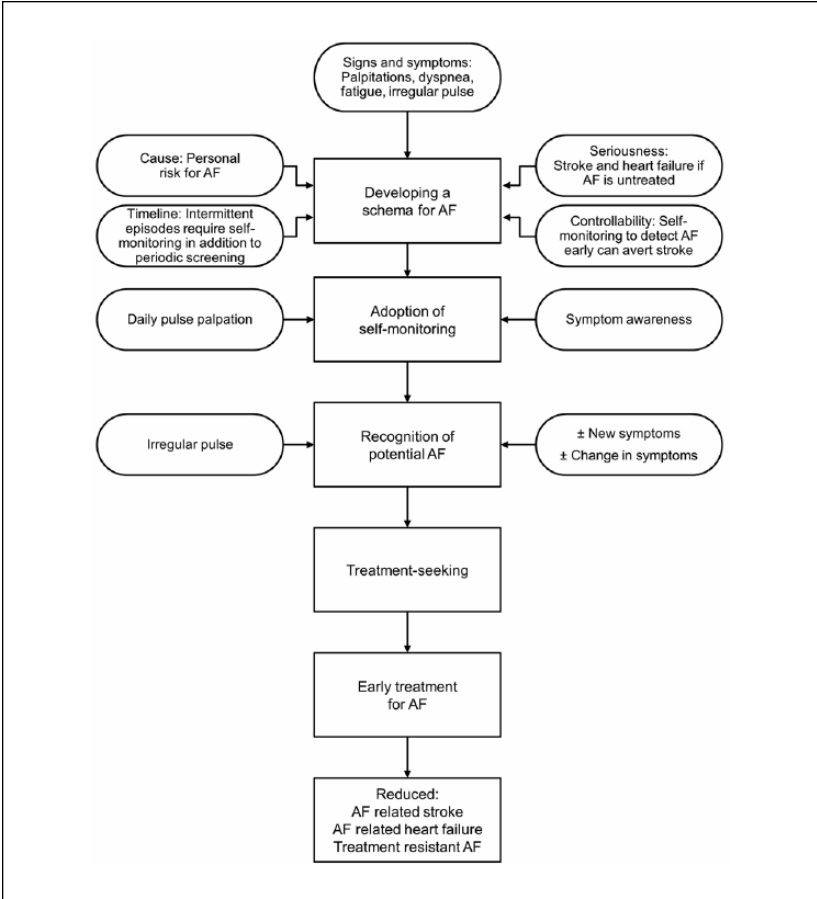 Signs and symptoms:
Palpitations, dyspnea,
fatigue, irregular pulse
Cause: Personal
risk for AF
Seriousness:
Stroke and heart failure if
AF is untreated
Developing a
schema for AF
Timeline: Intermittent
episodes require self-
monitoring in addition to
periodic screening
Controllability: Self-
monitoring to detect AF
early can avert stroke
Daily pulse palpation
Adoption of
self-monitoring
Symptom awareness
Irregular pulse
Recognition of
potential AF
± New symptoms
± Change in symptoms
Treatment-seeking
Early treatment
for AF
Reduced:
AF related stroke
AF related heart failure
Treatment resistant AF